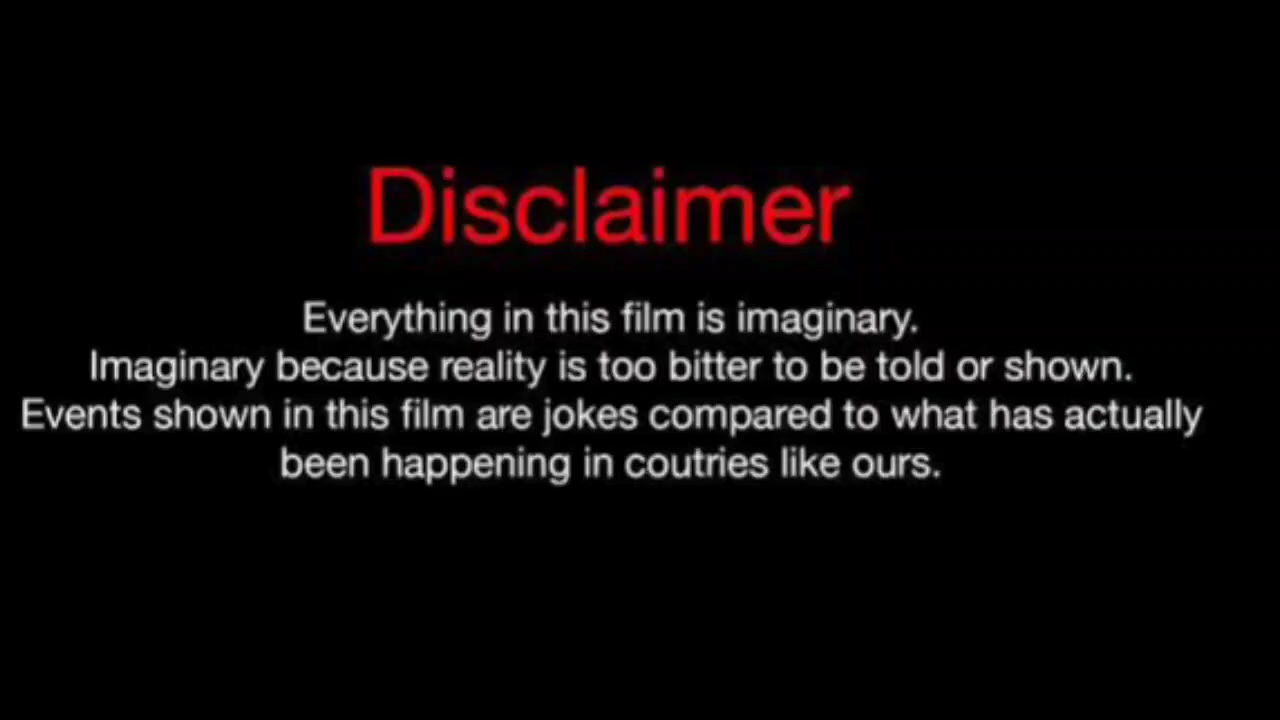 Disclaimer
Everything in this film is imaginary.
Imaginary because reality is too bitter to be told or shown.
Events shown in this film are jokes compared to what has actually
been happening in coutries like ours.